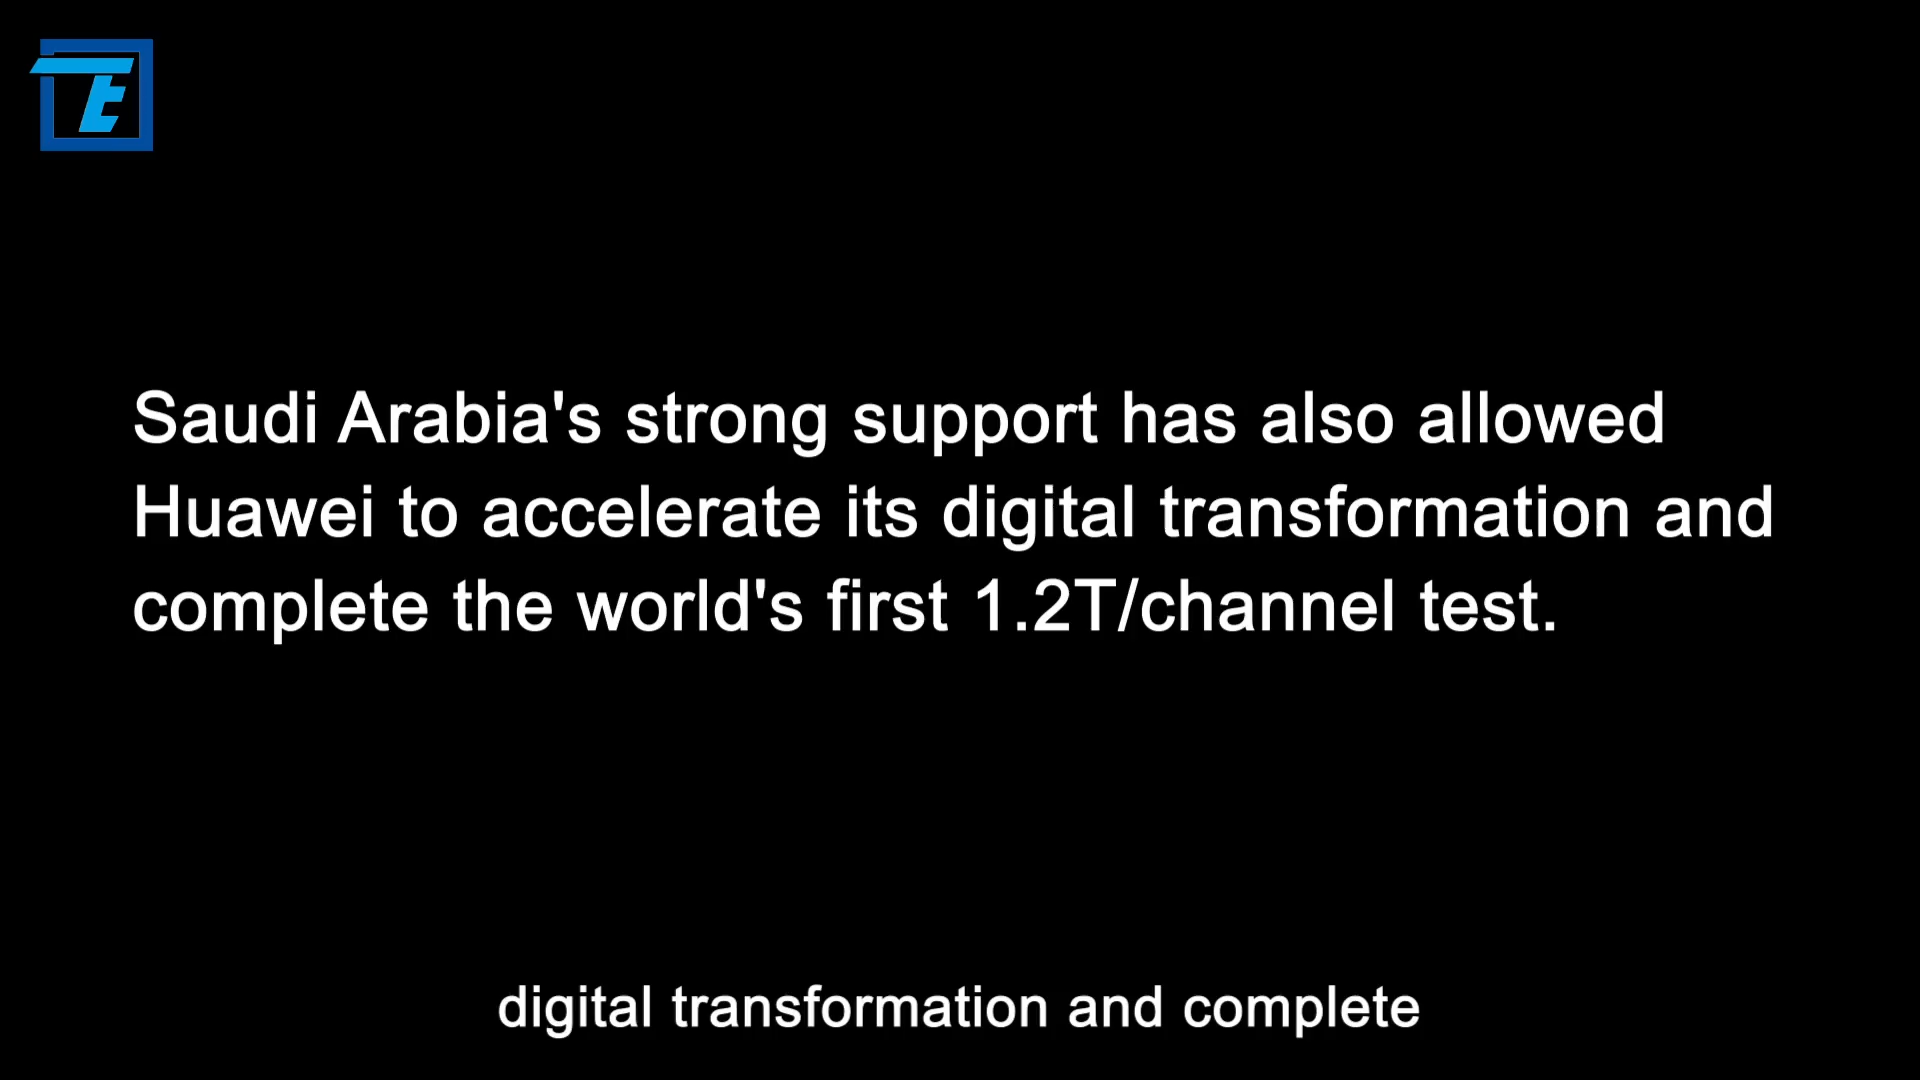 TE
Saudi Arabia's strong support has also allowed
Huawei to accelerate its digital transformation and
complete the world's first 1.2T/channel test.
digital transformation and complete